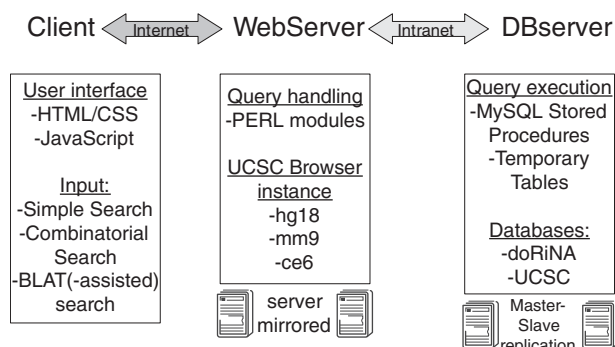 Client Internet WebServer Intranet DBserver
User interface
-HTML/CSS
-JavaScript
Input:
-Simple Search
-Combinatorial
Search
-BLAT(-assisted)
search
Query handling
-PERL modules
UCSC Browser
instance
-hg18
-mm9
-ce6
server
mirrored
Query execution
-MySQL Stored
Procedures
-Temporary
Tables
Databases:
-doRiNA
-UCSC
Master-
Slave
replication